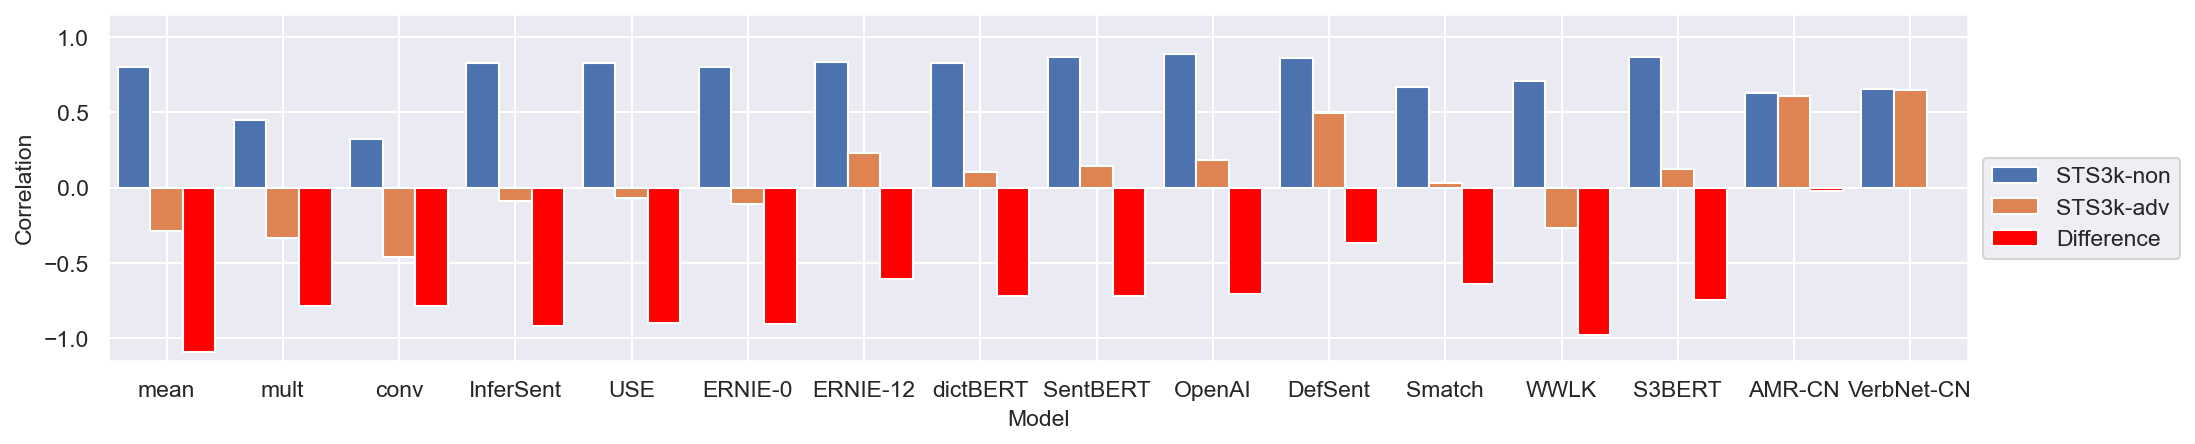 Correlation
1.0
0.5
0.0
−0.5
−1.0
mean mult conv InferSent USE ERNIE-0 ERNIE-12 dictBERT SentBERT OpenAI DefSent Smatch WWLK S3BERT AMR-CN VerbNet-CN
Model
STS3k-non
STS3k-adv
Difference